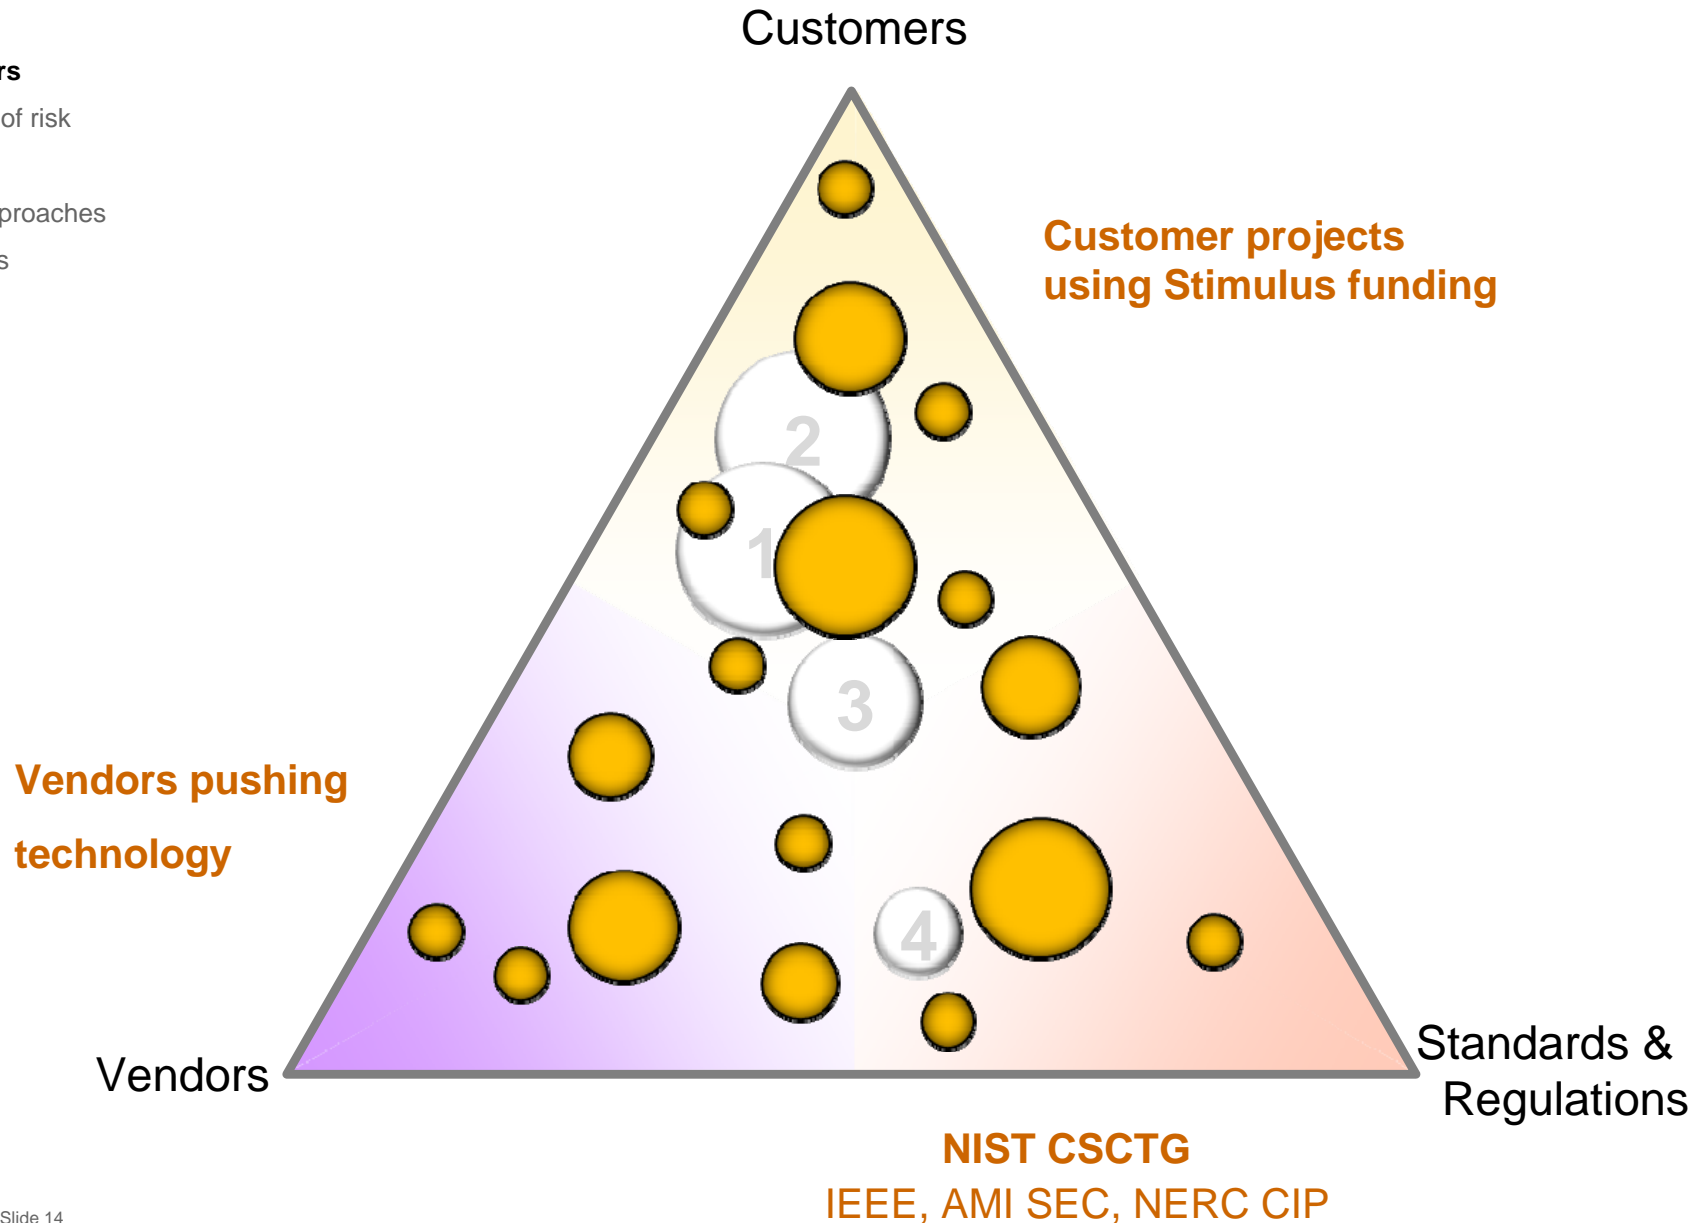 Customers
rs
of risk
proaches
s
Customer projects
using Stimulus funding
2
1
3
Vendors pushing
technology
4
Standards &
Vendors
Regulations
NIST CSCTG
IEEE, AMI SEC, NERC CIP
Slide 14